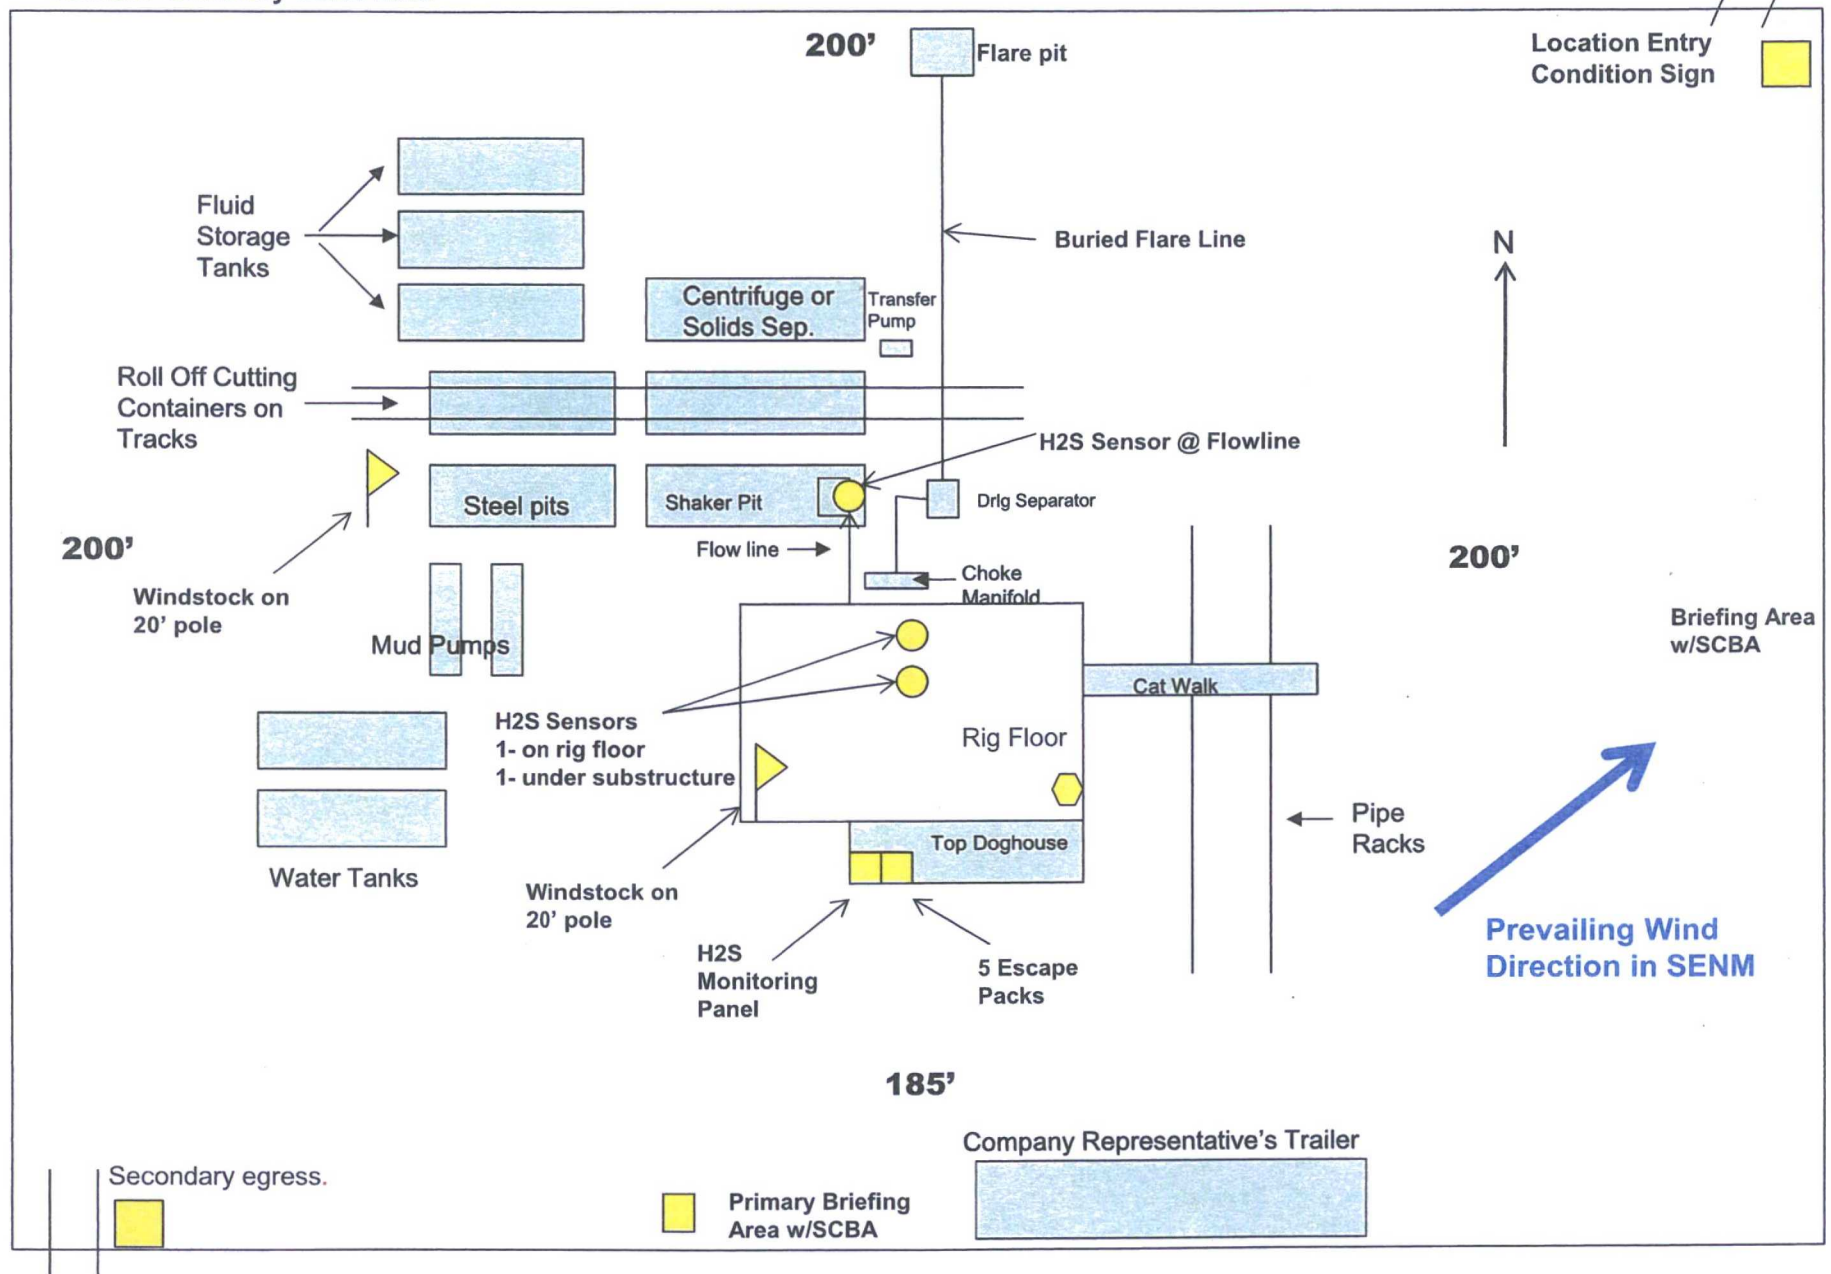 200’
Flare pit
Location Entry
Condition Sign
Fluid
Storage
Tanks
Buried Flare Line
N
Centrifuge or
Solids Sep.
Transfer
Pump
Roll Off Cutting
Containers on
Tracks
H2S Sensor @ Flowline
Steel pits
Shaker Pit
Drlg Separator
200’
Flow line
200’
Windstock on
20’ pole
Choke
Manifold
Briefing Area
w/SCBA
Mud Pumps
Cat Walk
H2S Sensors
1- on rig floor
1- under substructure
Rig Floor
Pipe
Racks
Top Doghouse
Water Tanks
Windstock on
20’ pole
Prevailing Wind
Direction in SENM
H2S
Monitoring
Panel
5 Escape
Packs
185’
Company Representative’s Trailer
Secondary egress.
Primary Briefing
Area w/SCBA